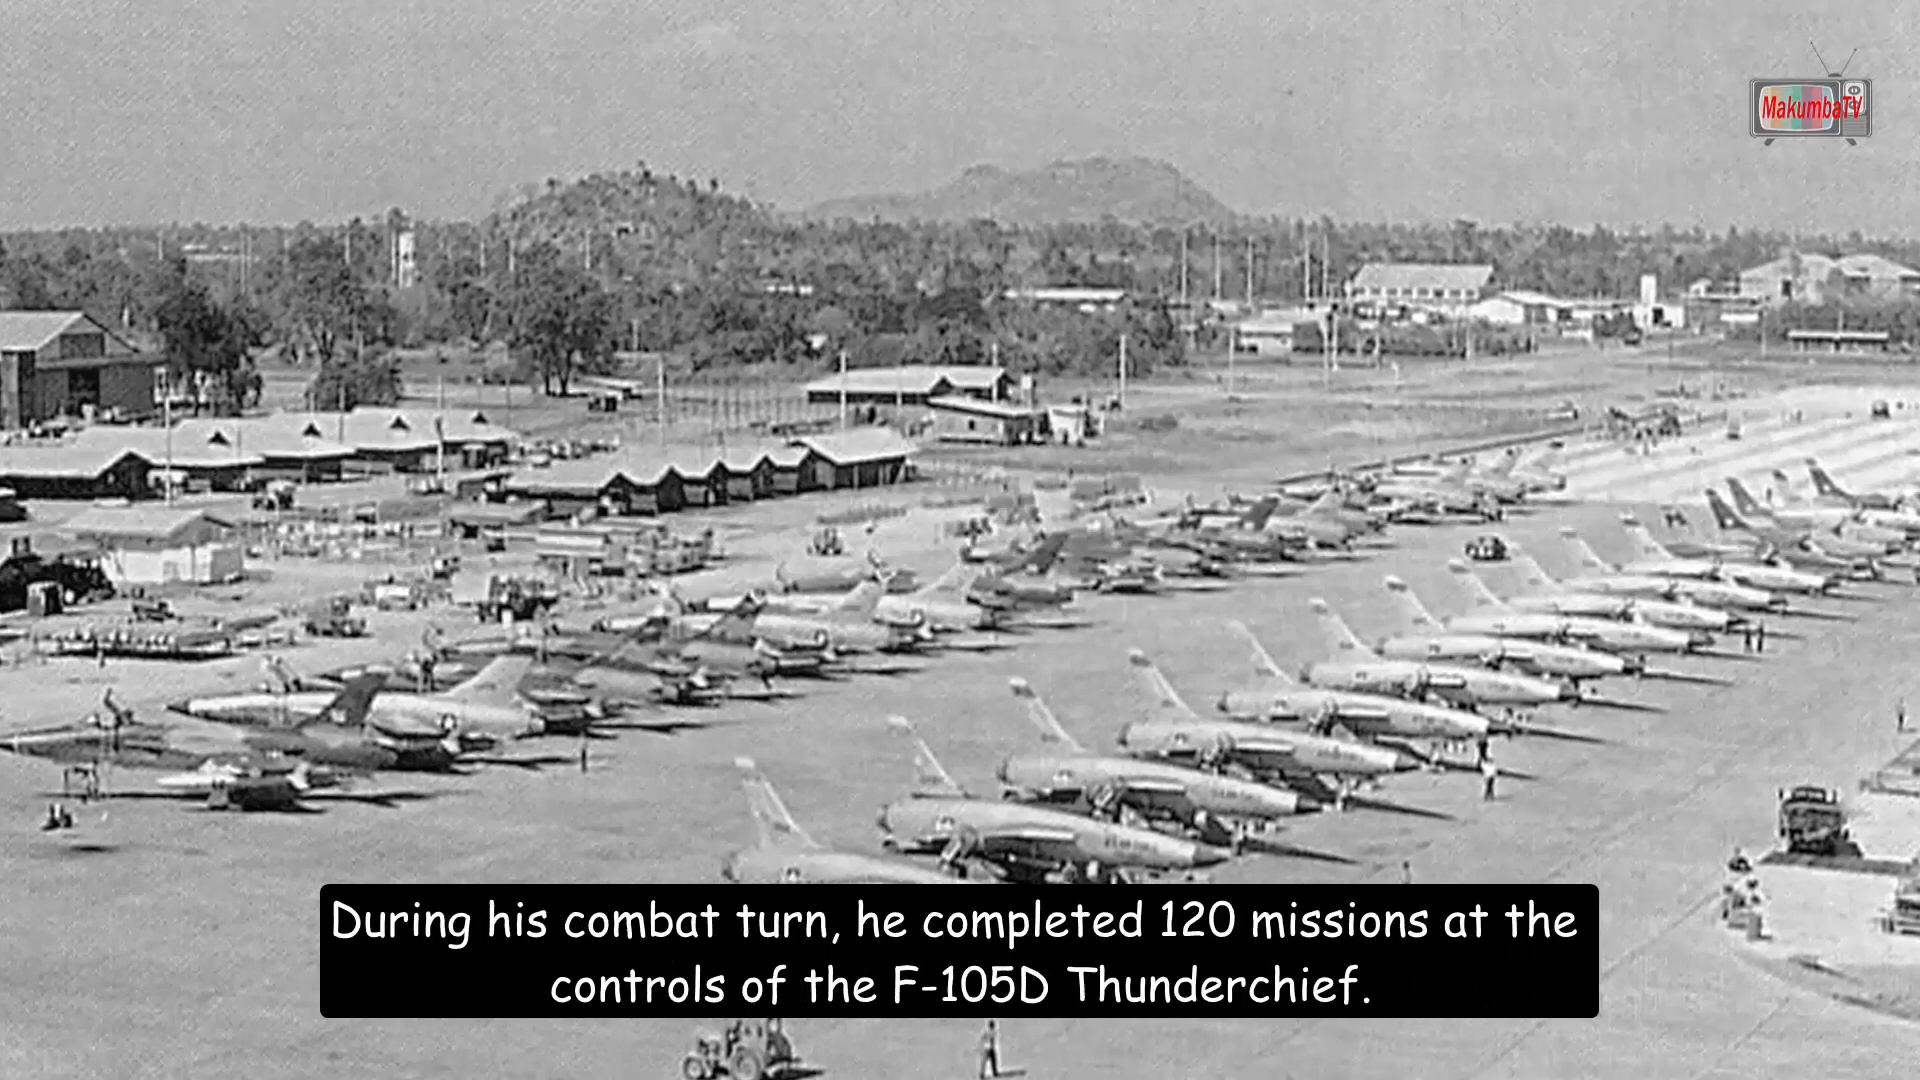 MakumbaTV
During his combat turn, he completed 120 missions at the
controls of the F-105D Thunderchief.